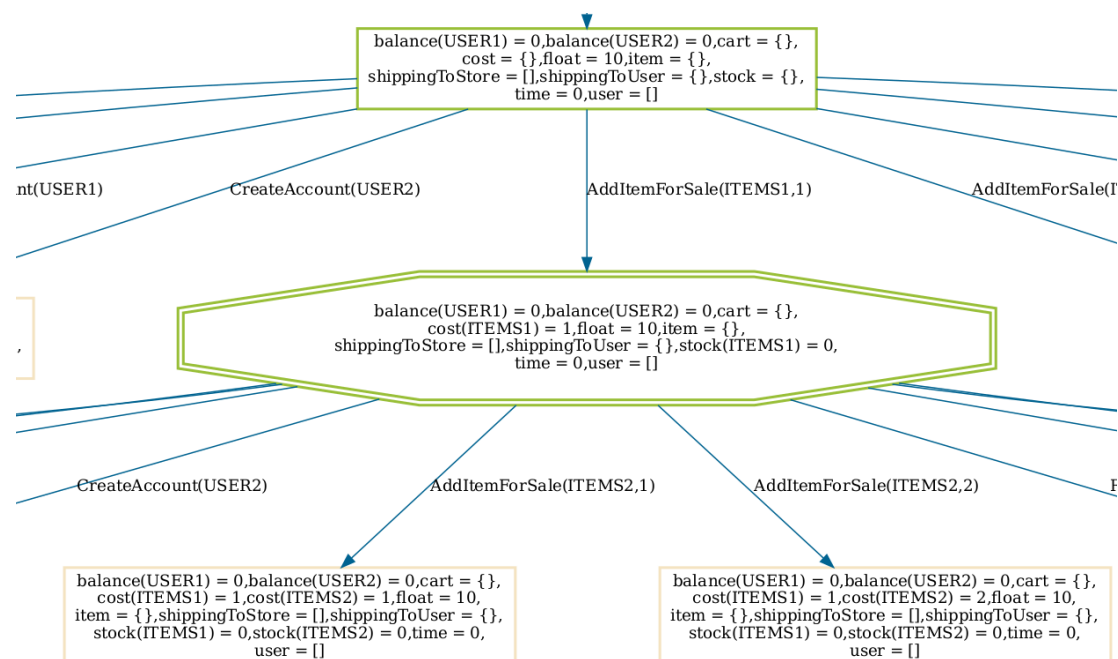 balance(USER1) = 0,balance(USER2) = 0,cart = {},
cost = {},float = 10,item = {},
shippingToStore = [],shippingToUser = {},stock = {},
time = 0,user = []
nt(USER1)
CreateAccount(USER2)
AddItemForSale(ITEMS1,1)
AddItemForSale(I
balance(USER1) = 0,balance(USER2) = 0,cart = {},
cost(ITEMS1) = 1,float = 10,item = {},
shippingToStore = [],shippingToUser = {},stock(ITEMS1) = 0,
time = 0,user = []
,
CreateAccount(USER2)
AddItemForSale(ITEMS2,1)
AddItemForSale(ITEMS2,2)
balance(USER1) = 0,balance(USER2) = 0,cart = {},
cost(ITEMS1) = 1,cost(ITEMS2) = 1,float = 10,
item = {},shippingToStore = [],shippingToUser = {},
stock(ITEMS1) = 0,stock(ITEMS2) = 0,time = 0,
user = []
balance(USER1) = 0,balance(USER2) = 0,cart = {},
cost(ITEMS1) = 1,cost(ITEMS2) = 2,float = 10,
item = {},shippingToStore = [],shippingToUser = {},
stock(ITEMS1) = 0,stock(ITEMS2) = 0,time = 0,
user = []